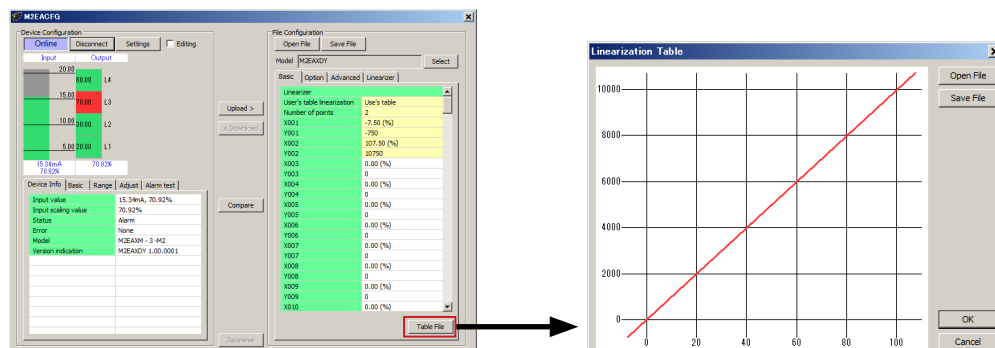 M2EACFG
Device Configuration
Online Disconnect Settings Editing
Input Output
20.00
80.00 L4
15.00
70.00 L3
10.00
30.00 L2
5.00 20.00 L1
15.34mA 70.92%
70.92%
Device Info Basic Range Adjust Alarm test
Input value 15.34mA, 70.92%
Input scaling value 70.92%
Status Alarm
Error None
Model M2EAXM - 3 -M2
Version indication M2EAXDY 1.00.0001
Upload >
< Download
Compare
Japanese
File Configuration
Open File Save File
Model M2EAXDY Select
Basic Option Advanced Linearizer
Linearizer
User's table linearization Use's table
Number of points 2
X001 -7.50 (%)
Y001 -750
X002 107.50 (%)
Y002 10750
X003 0.00 (%)
Y003 0
X004 0.00 (%)
Y004 0
X005 0.00 (%)
Y005 0
X006 0.00 (%)
Y006 0
X007 0.00 (%)
Y007 0
X008 0.00 (%)
Y008 0
X009 0.00 (%)
Y009 0
X010 0.00 (%)
Table File
Linearization Table
Open File
Save File
10000
8000
6000
4000
2000
0
0 20 40 60 80 100
OK
Cancel